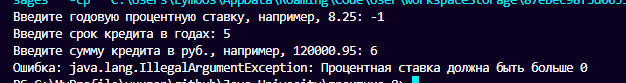 Введите годовую процентную ставку, например, 8.25: -1
Введите срок кредита в годах: 5
Введите сумму кредита в руб., например, 120000.95: 6
Ошибка: java.lang.IllegalArgumentException: Процентная ставка должна быть больше 0